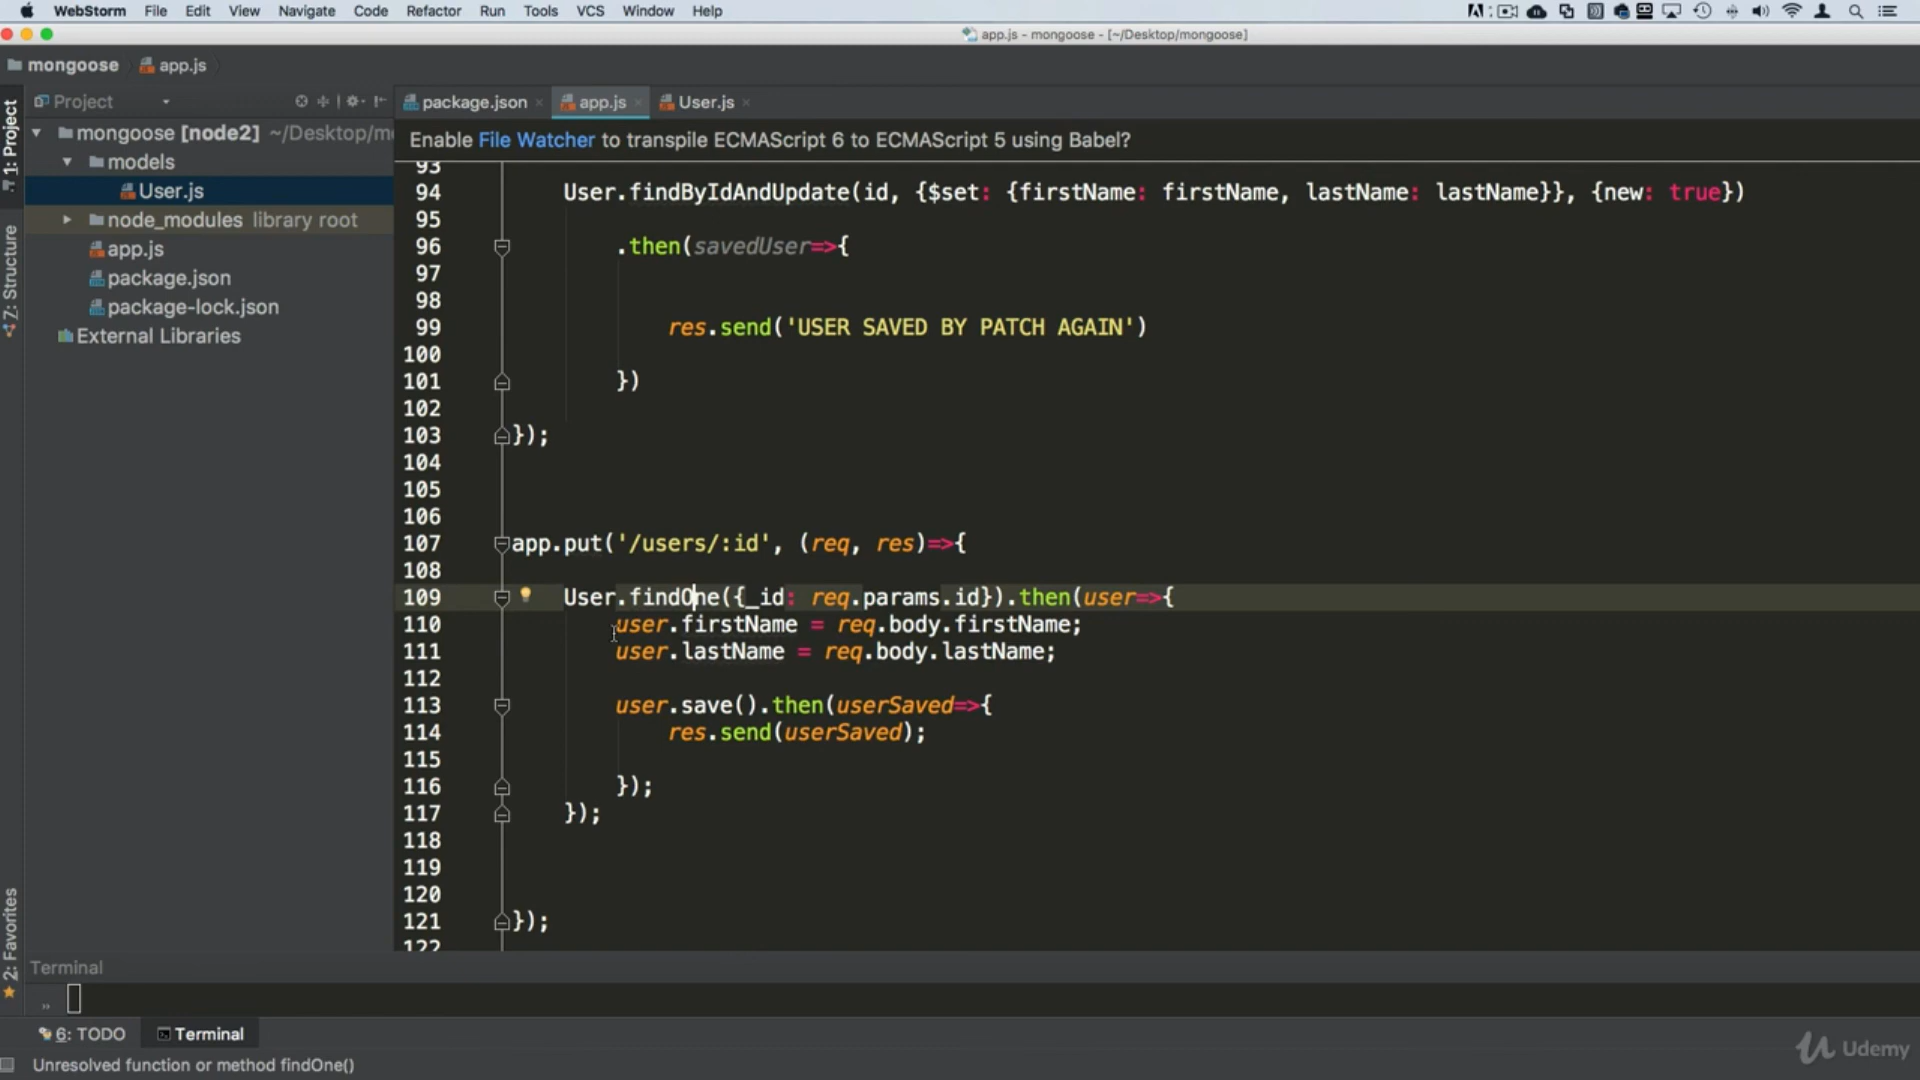 WebStorm File Edit View Navigate Code Refactor Run Tools VCS Window Help
app.js - mongoose - [~/Desktop/mongoose]
mongoose app.js
Project
package.json app.js User.js
Enable File Watcher to transpile ECMAScript 6 to ECMAScript 5 using Babel?
1: Project
Z: Structure
2: Favorites
mongoose [node2] ~/Desktop/m
models
User.js
node_modules library root
app.js
package.json
package-lock.json
External Libraries
93
94 User.findByIdAndUpdate(id, {$set: {firstName: firstName, lastName: lastName}}, {new: true})
95
96 .then(savedUser=>{
97
98
99 res.send('USER SAVED BY PATCH AGAIN')
100
101 })
102
103 });
104
105
106
107 app.put('/users/:id', (req, res)=>{
108
109 User.findOne({_id: req.params.id}).then(user=>{
110 user.firstName = req.body.firstName;
111 user.lastName = req.body.lastName;
112
113 user.save().then(userSaved=>{
114 res.send(userSaved);
115
116 });
117 });
118
119
120
121 });
122
Terminal
6: TODO Terminal
Unresolved function or method findOne()
Udemy